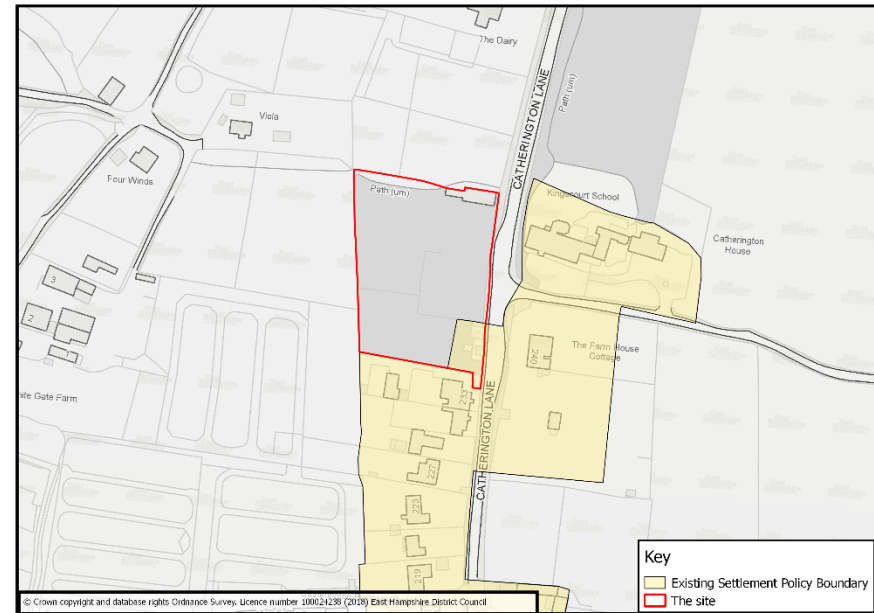 The Dairy
CATHERINGTON LANE
Path (um)
Viola
Four Winds
Path (um)
Kingscourt School
Catherington
House
3
2
1
The Farm House
Cottage
240
233
ite Gate Farm
227
CATHERINGTON LANE
223
219
Key
Existing Settlement Policy Boundary
The site
© Crown copyright and database rights Ordnance Survey. Licence number 100024238 (2018) East Hampshire District Council